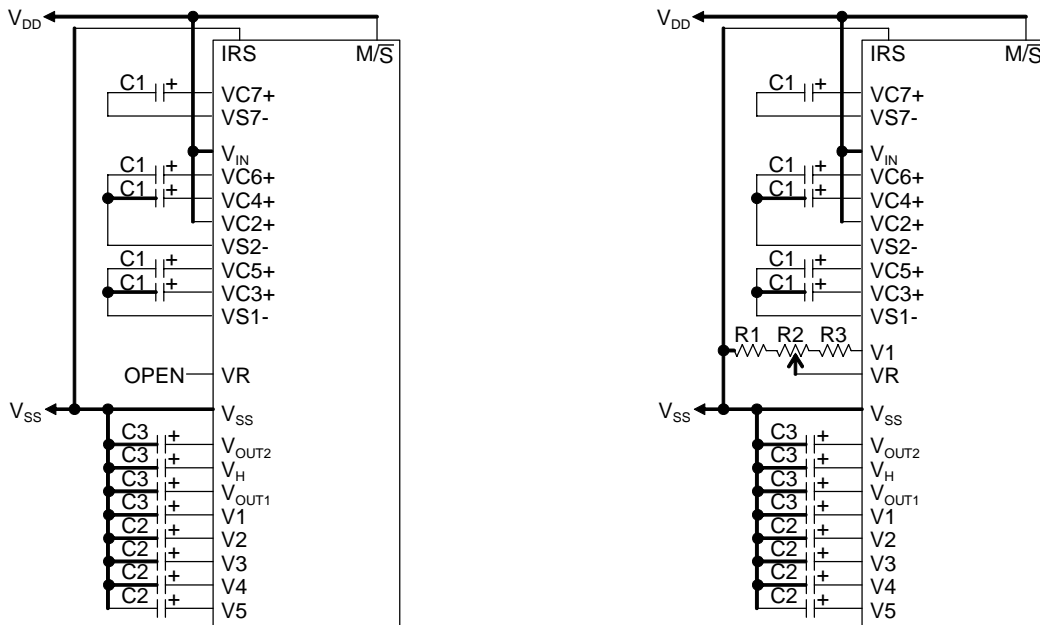 VDD
IRS M/S̅
C1 + VC7+
VS7-
VIN
C1 + VC6+
C1 + VC4+
VC2+
VS2-
C1 + VC5+
C1 + VC3+
VS1-
OPEN VR
VSS VSS
C3 + VOUT2
C3 + VH
C3 + VOUT1
C3 + V1
C2 + V2
C2 + V3
C2 + V4
C2 + V5
VDD
IRS M/S̅
C1 + VC7+
VS7-
VIN
C1 + VC6+
C1 + VC4+
VC2+
VS2-
C1 + VC5+
C1 + VC3+
VS1-
R1 R2 R3 V1
VR
VSS VSS
C3 + VOUT2
C3 + VH
C3 + VOUT1
C3 + V1
C2 + V2
C2 + V3
C2 + V4
C2 + V5